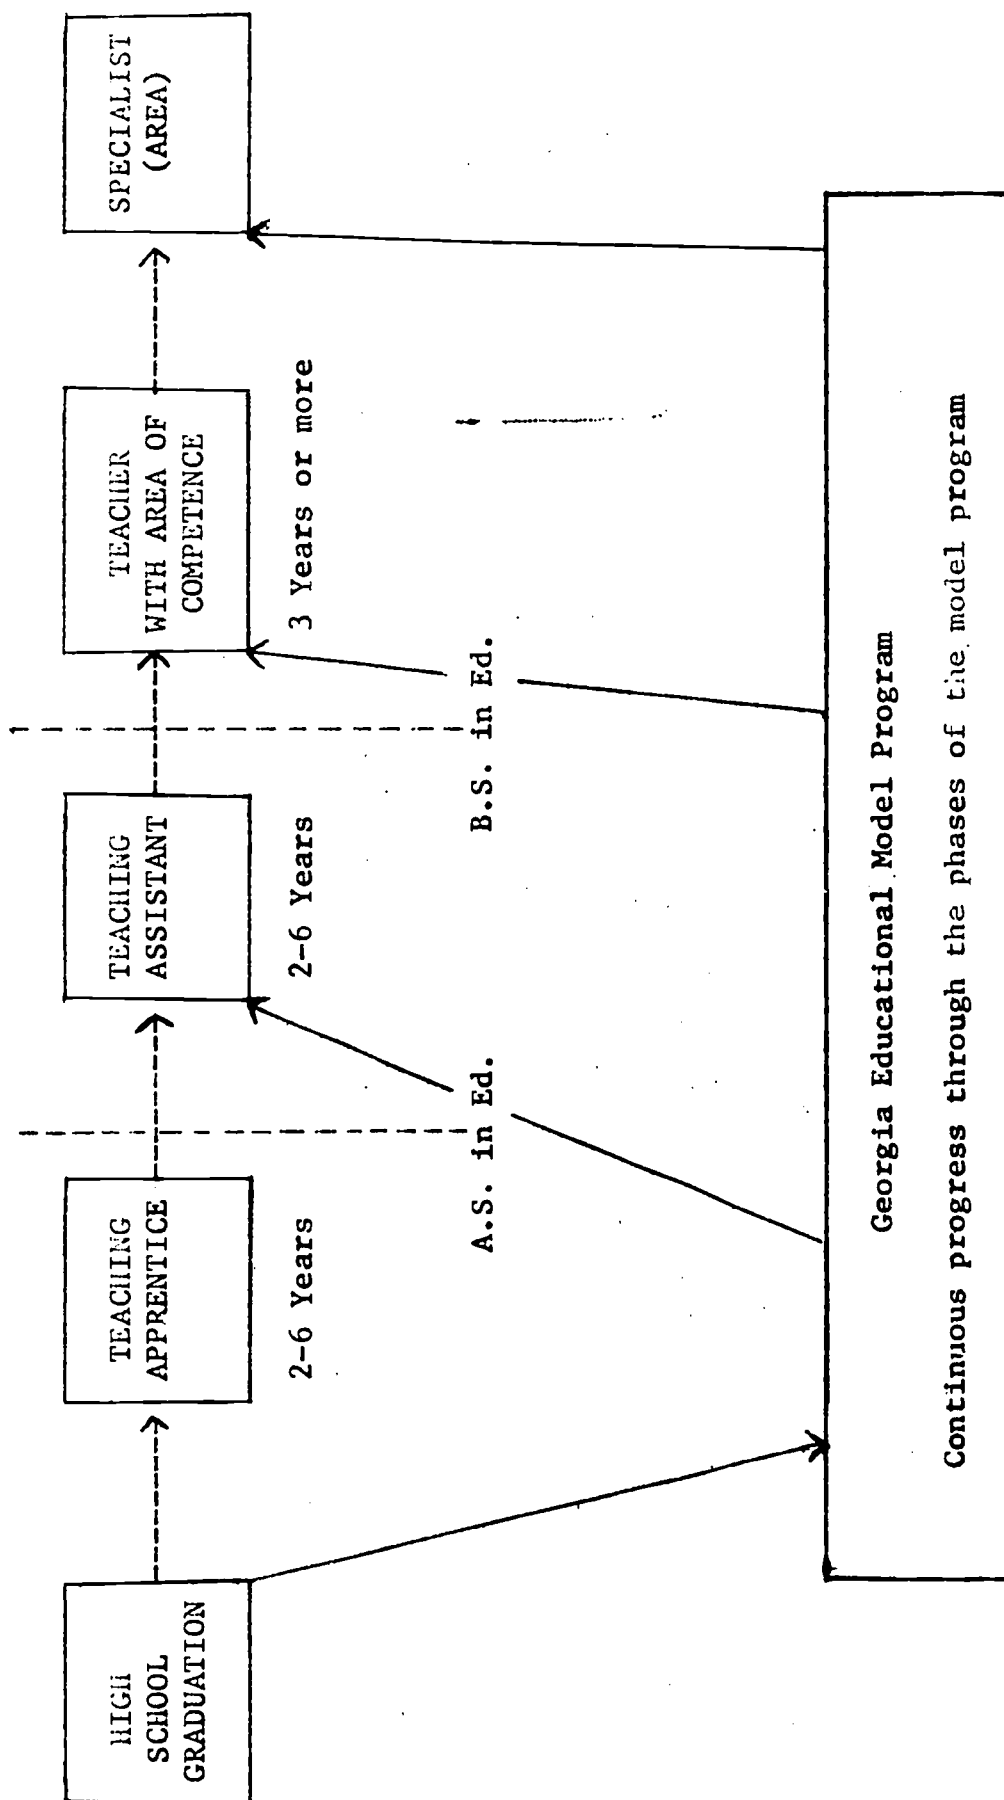 HIGH
SCHOOL
GRADUATION
TEACHING
APPRENTICE
2-6 Years
A.S. in Ed.
TEACHING
ASSISTANT
2-6 Years
B.S. in Ed.
TEACHER
WITH AREA OF
COMPETENCE
3 Years or more
SPECIALIST
(AREA)
Georgia Educational Model Program
Continuous progress through the phases of the model program